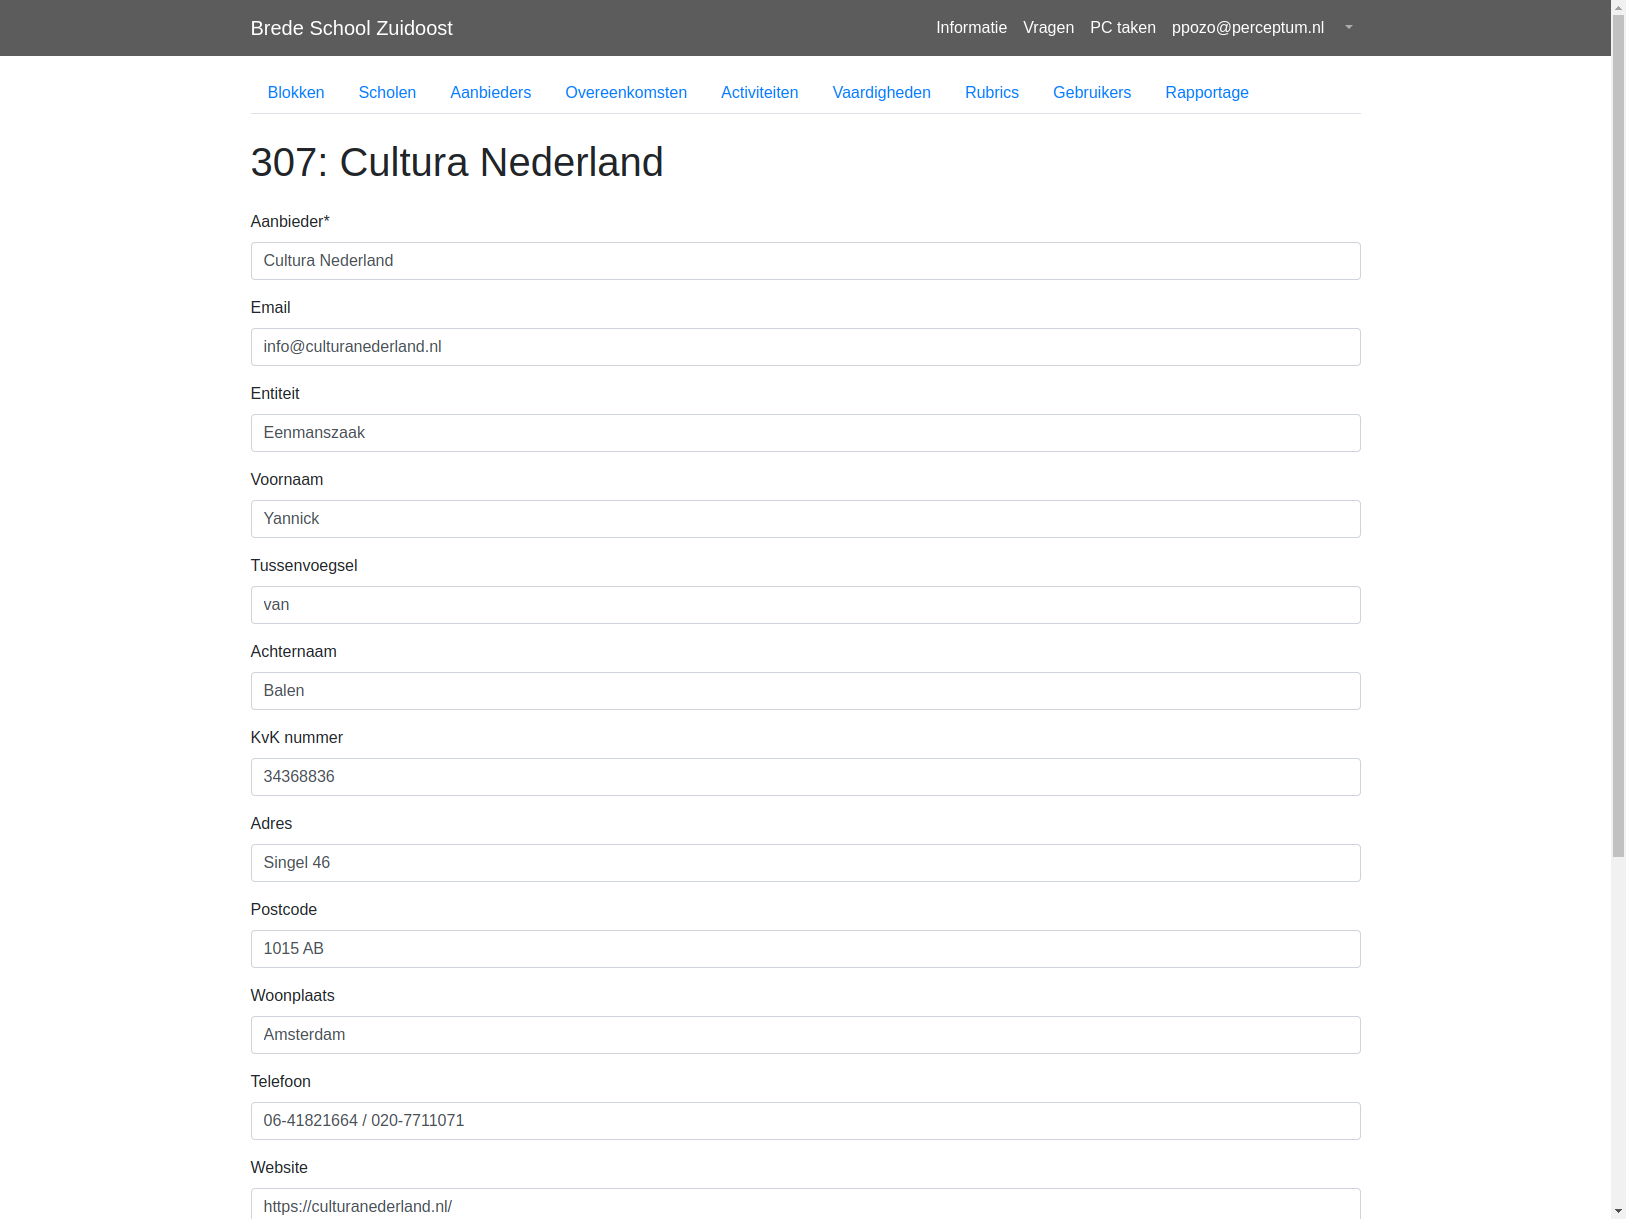 Brede School Zuidoost
Informatie Vragen PC taken ppozo@perceptum.nl
Blokken Scholen Aanbieders Overeenkomsten Activiteiten Vaardigheden Rubrics Gebruikers Rapportage
307: Cultura Nederland
Aanbieder*
Cultura Nederland
Email
info@culturanederland.nl
Entiteit
Eenmanszaak
Voornaam
Yannick
Tussenvoegsel
van
Achternaam
Balen
KvK nummer
34368836
Adres
Singel 46
Postcode
1015 AB
Woonplaats
Amsterdam
Telefoon
06-41821664 / 020-7711071
Website
https://culturanederland.nl/